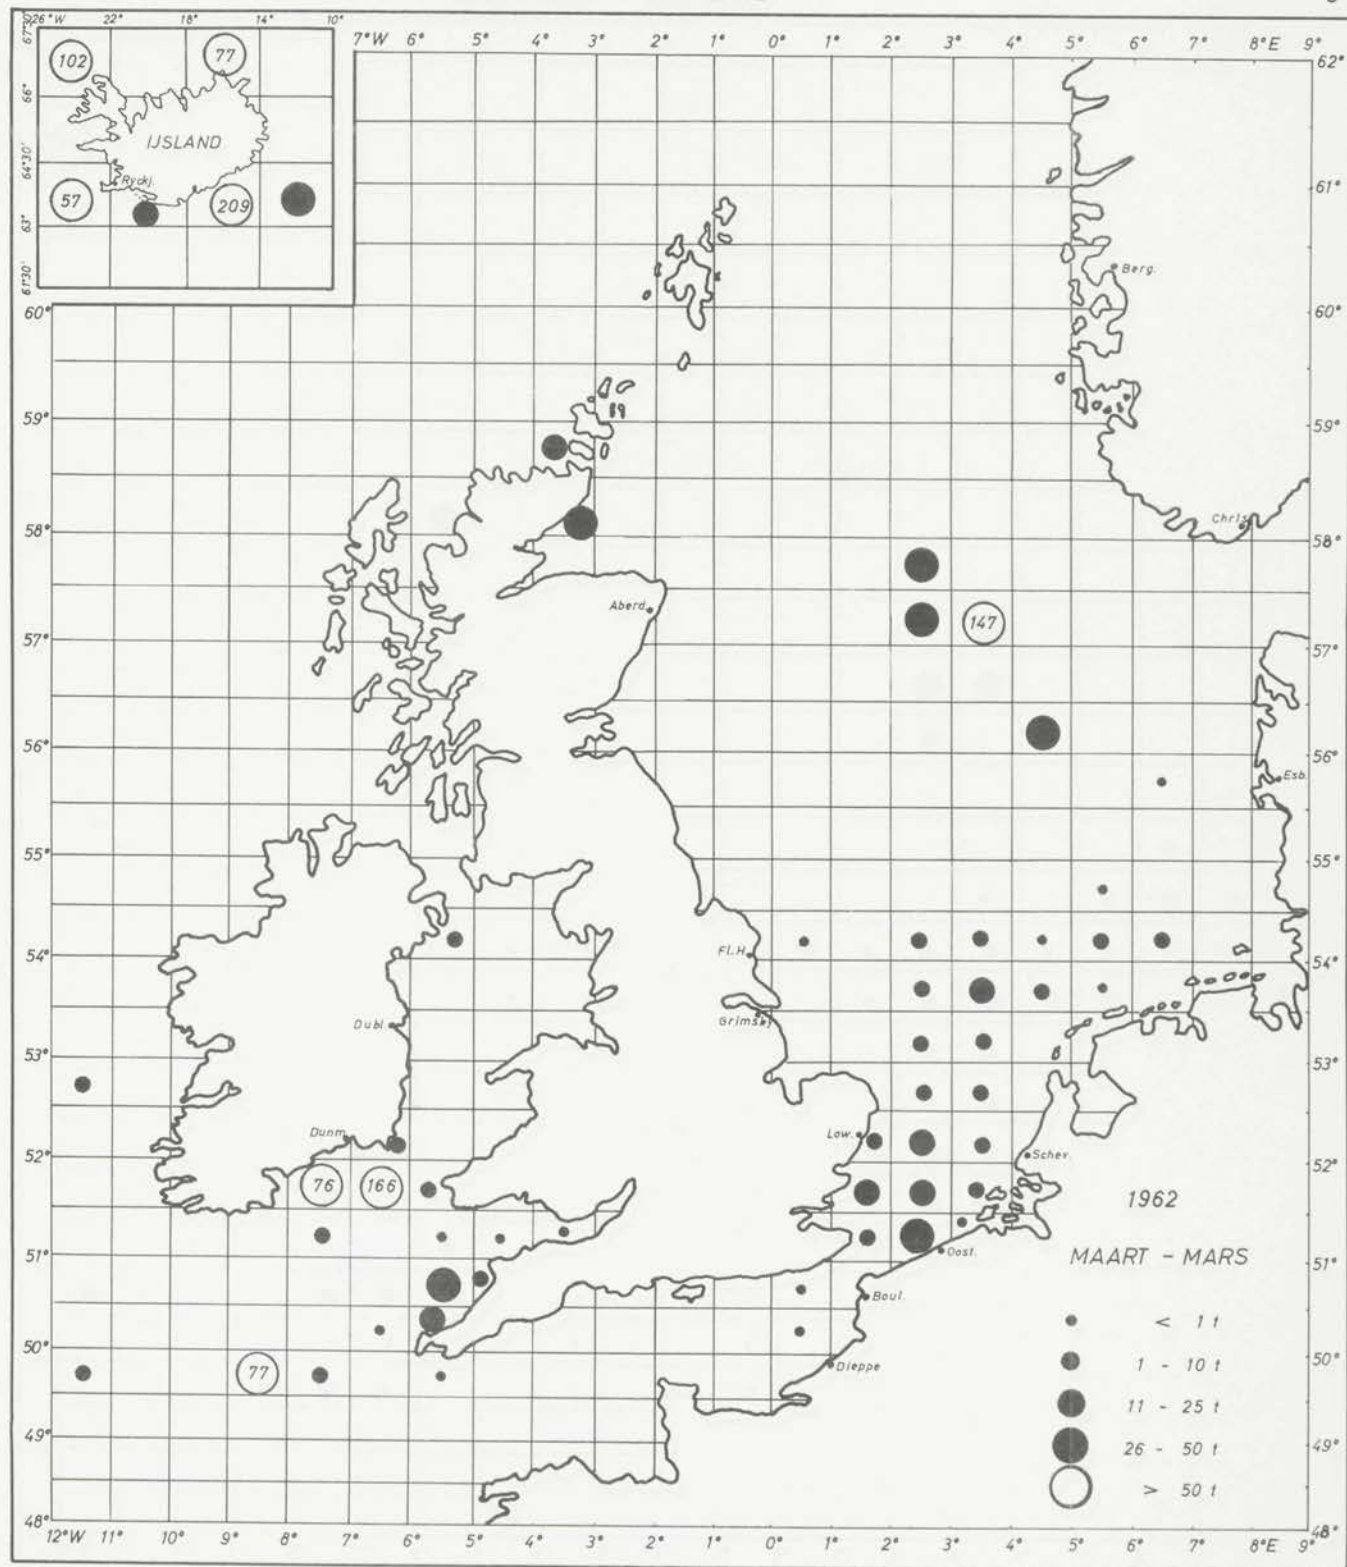 26°W 22° 18° 14° 10°
67°30
66°
64°30
63°
61°30
102
77
IJSLAND
Ryckj.
57
209
7°W 6° 5° 4° 3° 2° 1° 0° 1° 2° 3° 4° 5° 6° 7° 8°E 9°
62°
61°
Berg.
60° 60°
59° 59°
Chrls
58° 58°
Aberd.
147
57° 57°
56° 56°
Esb.
55° 55°
Fl.H.
54° 54°
Dubl.
Grimsby
53° 53°
Dunm.
Low.
52° 52°
Schev.
76
166
1962
Oost.
51° 51°
MAART - MARS
Boul.
< 1 t
50° 50°
Dieppe
1 - 10 t
77
11 - 25 t
49° 49°
26 - 50 t
> 50 t
48° 48°
12°W 11° 10° 9° 8° 7° 6° 5° 4° 3° 2° 1° 0° 1° 2° 3° 4° 5° 6° 7° 8°E 9°